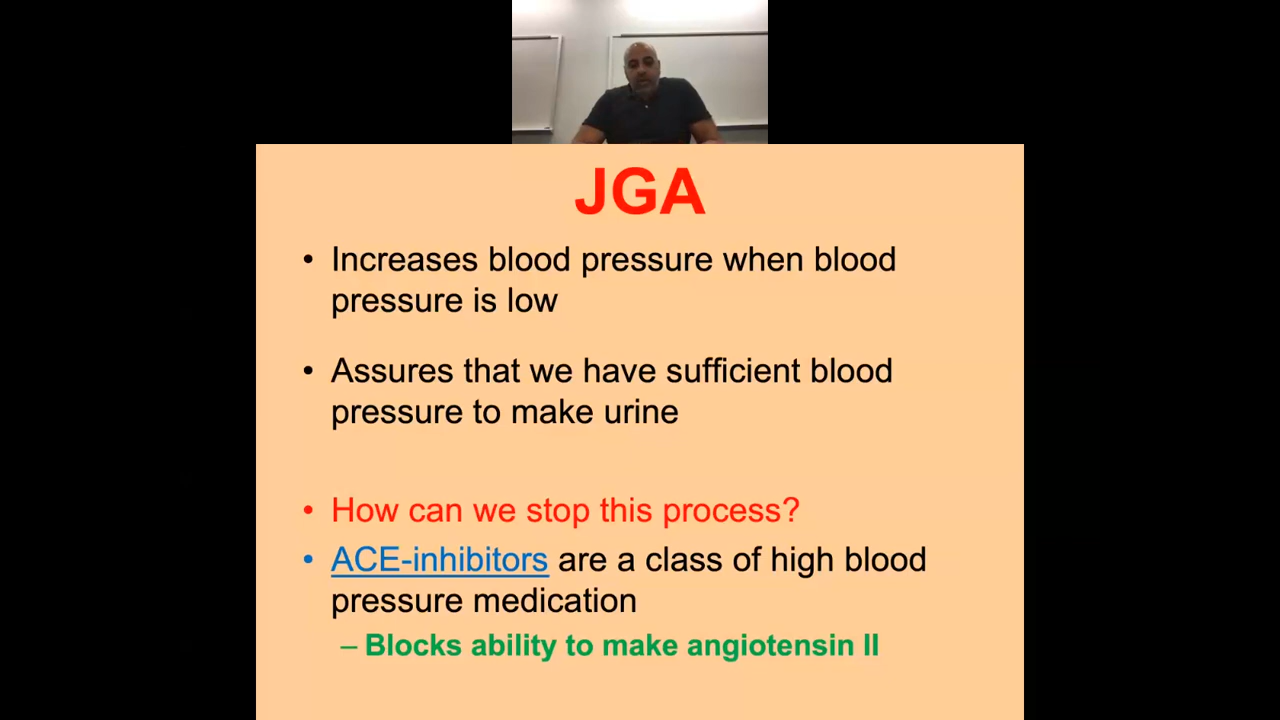 JGA
• Increases blood pressure when blood
pressure is low
• Assures that we have sufficient blood
pressure to make urine
• How can we stop this process?
• ACE-inhibitors are a class of high blood
pressure medication
– Blocks ability to make angiotensin II